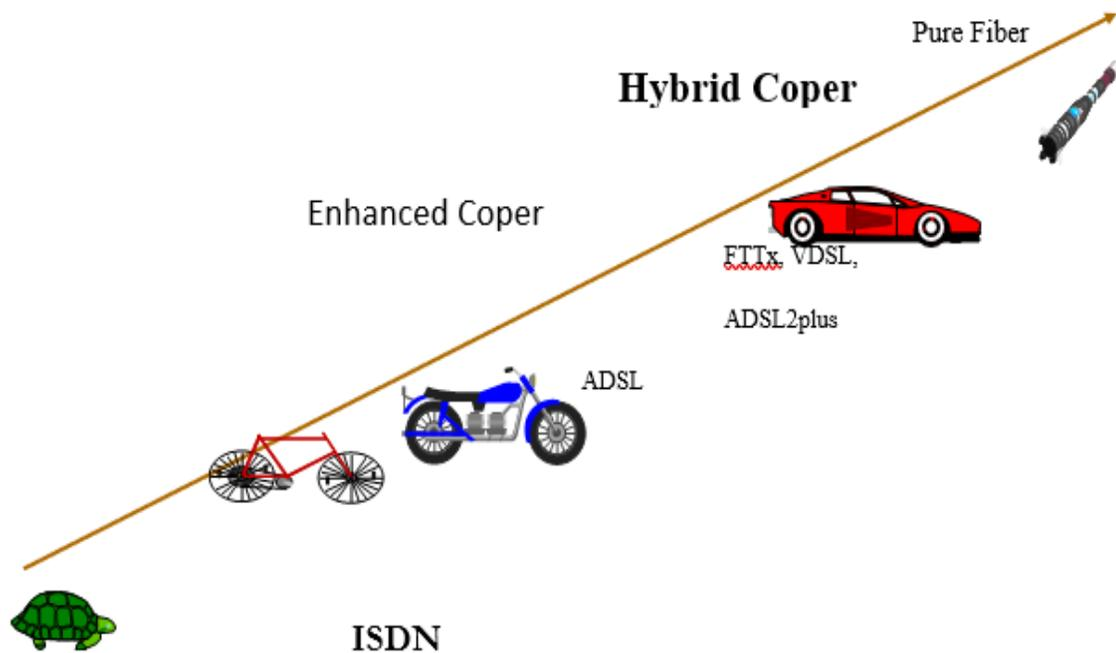 Pure Fiber
Hybrid Coper
Enhanced Coper
FTTx, VDSL,
ADSL2plus
ADSL
ISDN